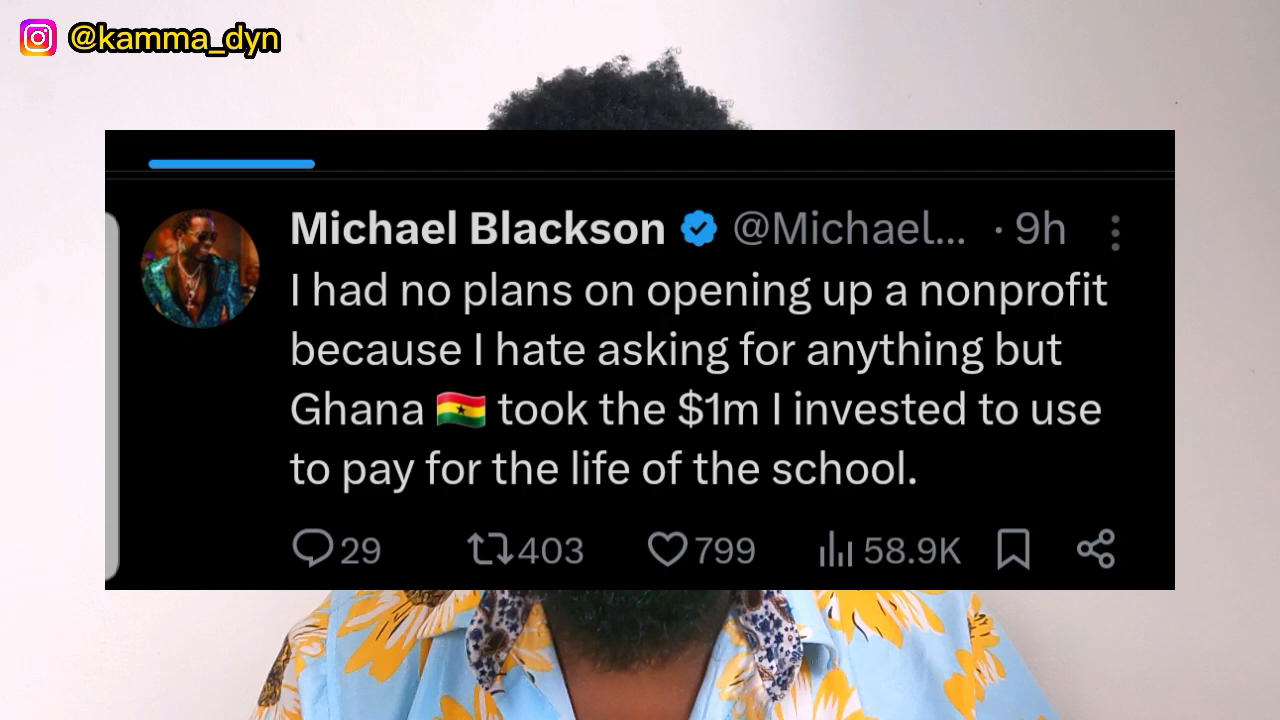 @kamma_dyn
Michael Blackson @Michael... · 9h
I had no plans on opening up a nonprofit
because I hate asking for anything but
Ghana 🇬🇭 took the $1m I invested to use
to pay for the life of the school.
29 403 799 58.9K